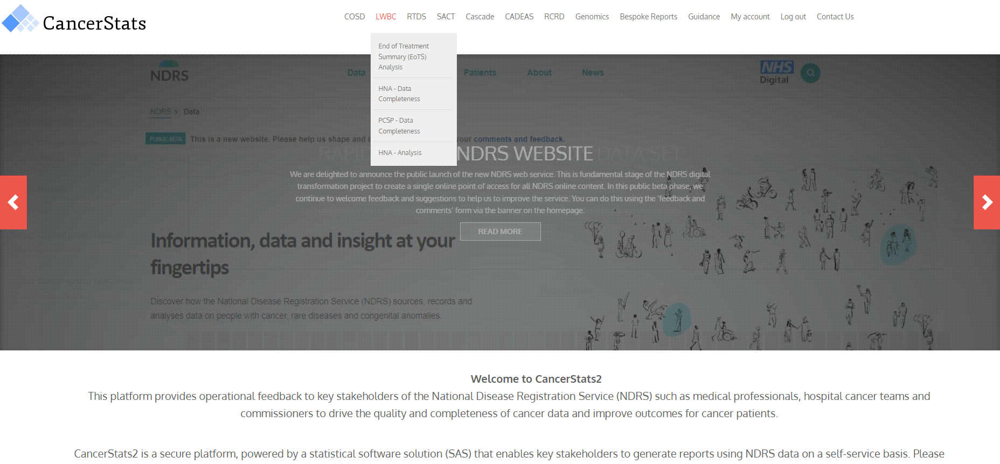 CancerStats
COSD LWBC RTDS SACT Cascade CADEAS RCRD Genomics Bespoke Reports Guidance My account Log out Contact Us
End of Treatment
Summary (EoTS)
Analysis
HNA - Data
Completeness
PCSP - Data
Completeness
HNA - Analysis
NDRS
Data
Patients
About
News
NHS
Digital
NDRS > Data
PUBLIC BETA This is a new website. Please help us shape and i your comments and feedback.
NDRS WEBSITE
We are delighted to announce the public launch of the new NDRS web service. This is fundamental stage of the NDRS digital
transformation project to create a single online point of access for all NDRS online content. In this public beta phase, we
continue to welcome feedback and suggestions to help us to improve the service. You can do this using the 'feedback and
comments' form via the banner on the homepage.
READ MORE
Information, data and insight at your
fingertips
Discover how the National Disease Registration Service (NDRS) sources, records and
analyses data on people with cancer, rare diseases and congenital anomalies.
Welcome to CancerStats2
This platform provides operational feedback to key stakeholders of the National Disease Registration Service (NDRS) such as medical professionals, hospital cancer teams and
commissioners to drive the quality and completeness of cancer data and improve outcomes for cancer patients.
CancerStats2 is a secure platform, powered by a statistical software solution (SAS) that enables key stakeholders to generate reports using NDRS data on a self-service basis. Please